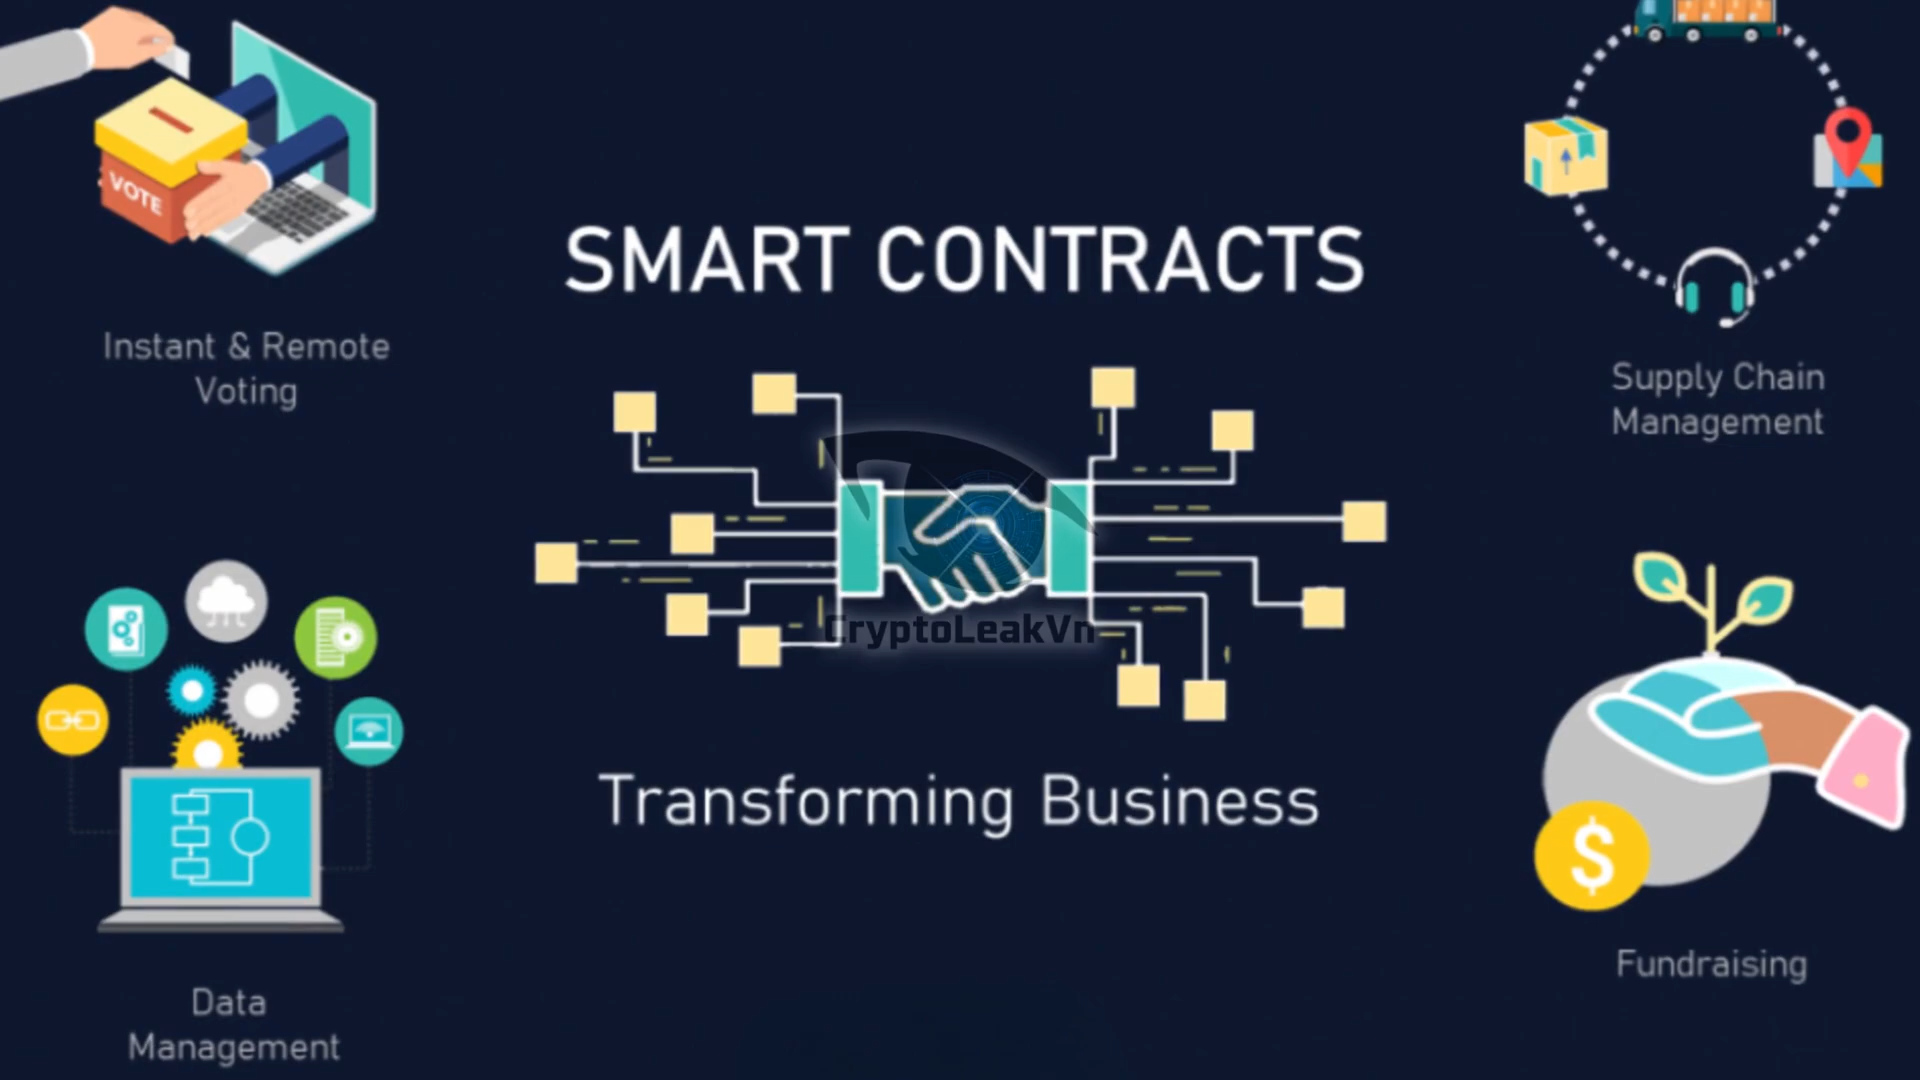 VOTE
Instant & Remote
Voting
SMART CONTRACTS
Supply Chain
Management
CryptoLeakVn
Transforming Business
$
Data
Management
Fundraising